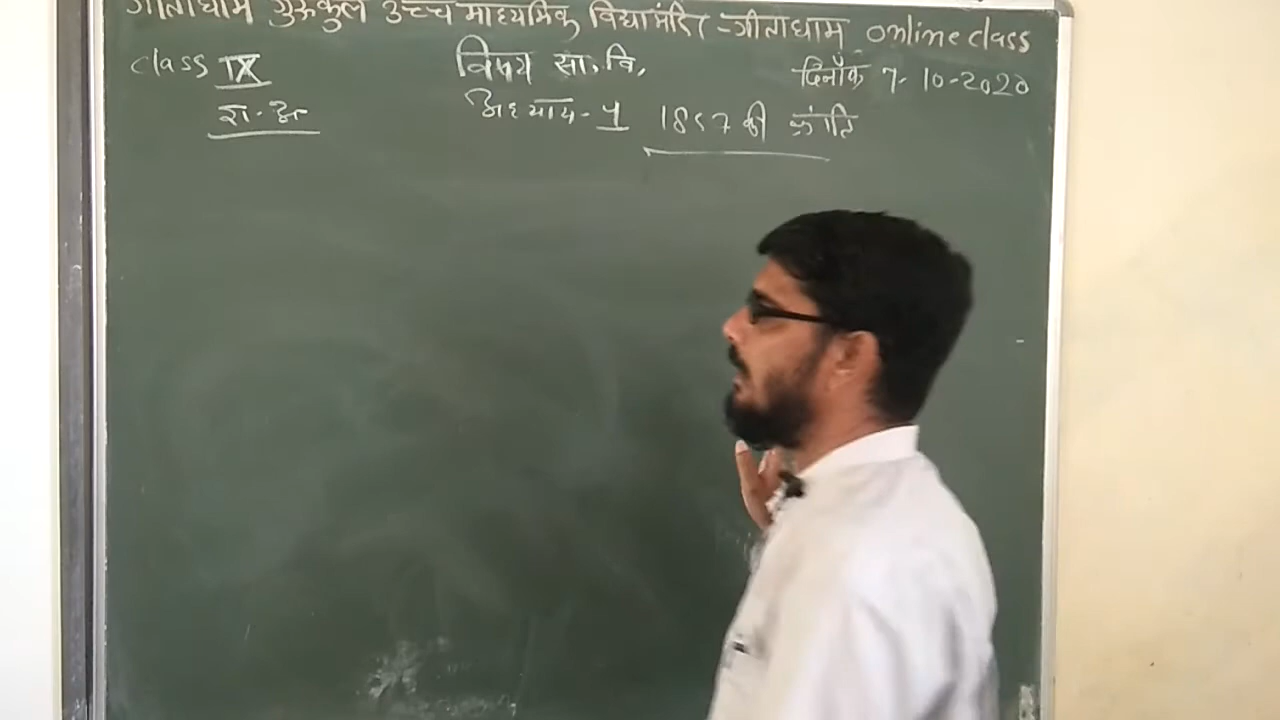 गीताधाम गुरूकुल उच्च माध्यमिक विद्यामंदिर -गीताधाम online class
class IX विषय सा. वि. दिनाँक 7-10-2020
रा. अ. अध्याय - 4 1857 की क्रांति